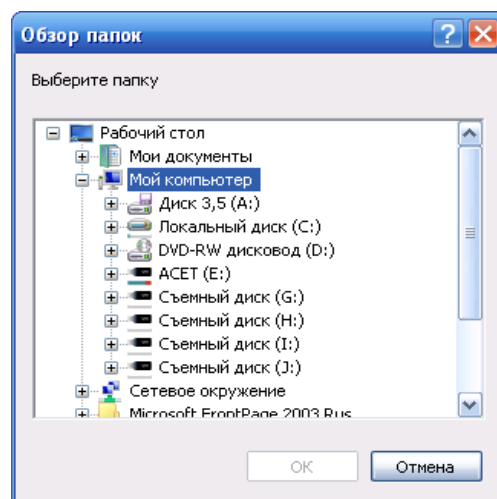 Обзор папок
Выберите папку
Рабочий стол
Мои документы
Мой компьютер
Диск 3,5 (A:)
Локальный диск (C:)
DVD-RW дисковод (D:)
ACET (E:)
Съемный диск (G:)
Съемный диск (H:)
Съемный диск (I:)
Съемный диск (J:)
Сетевое окружение
Microsoft FrontPage 2003 Rus
ОК
Отмена